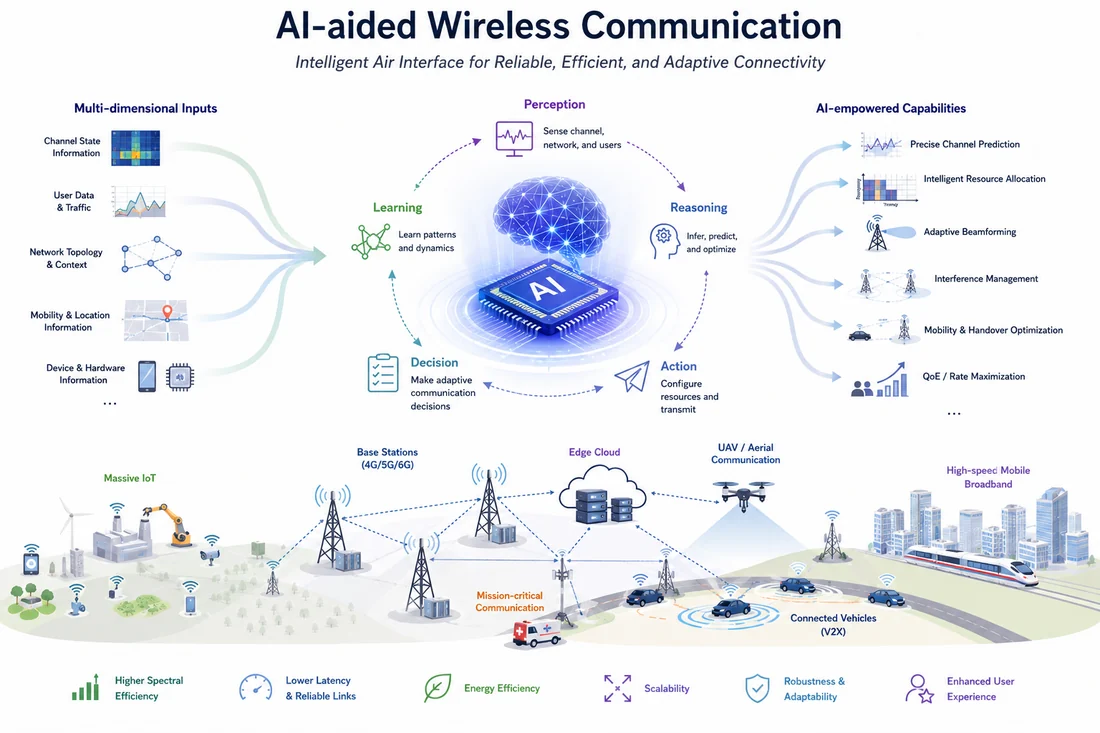 AI-aided Wireless Communication
Intelligent Air Interface for Reliable, Efficient, and Adaptive Connectivity
Multi-dimensional Inputs
Channel State
Information
User Data
& Traffic
Network Topology
& Context
Mobility & Location
Information
Device & Hardware
Information
...
Perception
Sense channel,
network, and users
Learning
Learn patterns
and dynamics
Reasoning
Infer, predict,
and optimize
AI
Decision
Make adaptive
communication
decisions
Action
Configure
resources and
transmit
AI-empowered Capabilities
Precise Channel Prediction
Intelligent Resource Allocation
Adaptive Beamforming
Interference Management
Mobility & Handover Optimization
QoE / Rate Maximization
...
Massive IoT
Base Stations
(4G/5G/6G)
Edge Cloud
UAV / Aerial
Communication
High-speed Mobile
Broadband
Mission-critical
Communication
Connected Vehicles
(V2X)
Higher Spectral
Efficiency
Lower Latency
& Reliable Links
Energy Efficiency
Scalability
Robustness &
Adaptability
Enhanced User
Experience